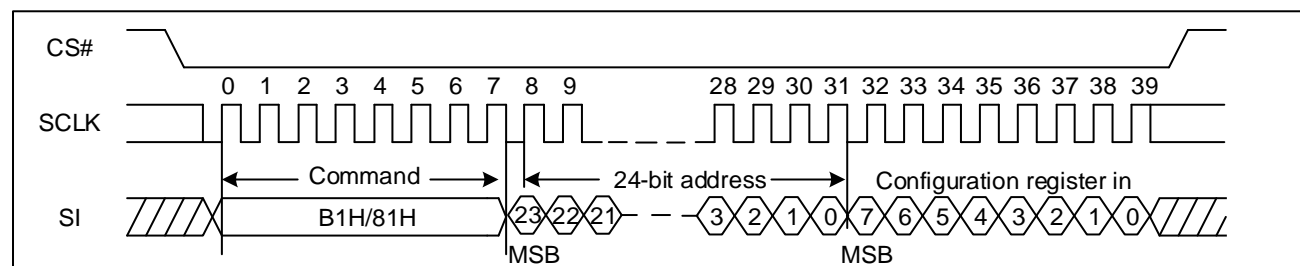 CS#
0 1 2 3 4 5 6 7 8 9 28 29 30 31 32 33 34 35 36 37 38 39
SCLK
Command 24-bit address Configuration register in
SI B1H/81H 23 22 21 3 2 1 0 7 6 5 4 3 2 1 0
MSB MSB